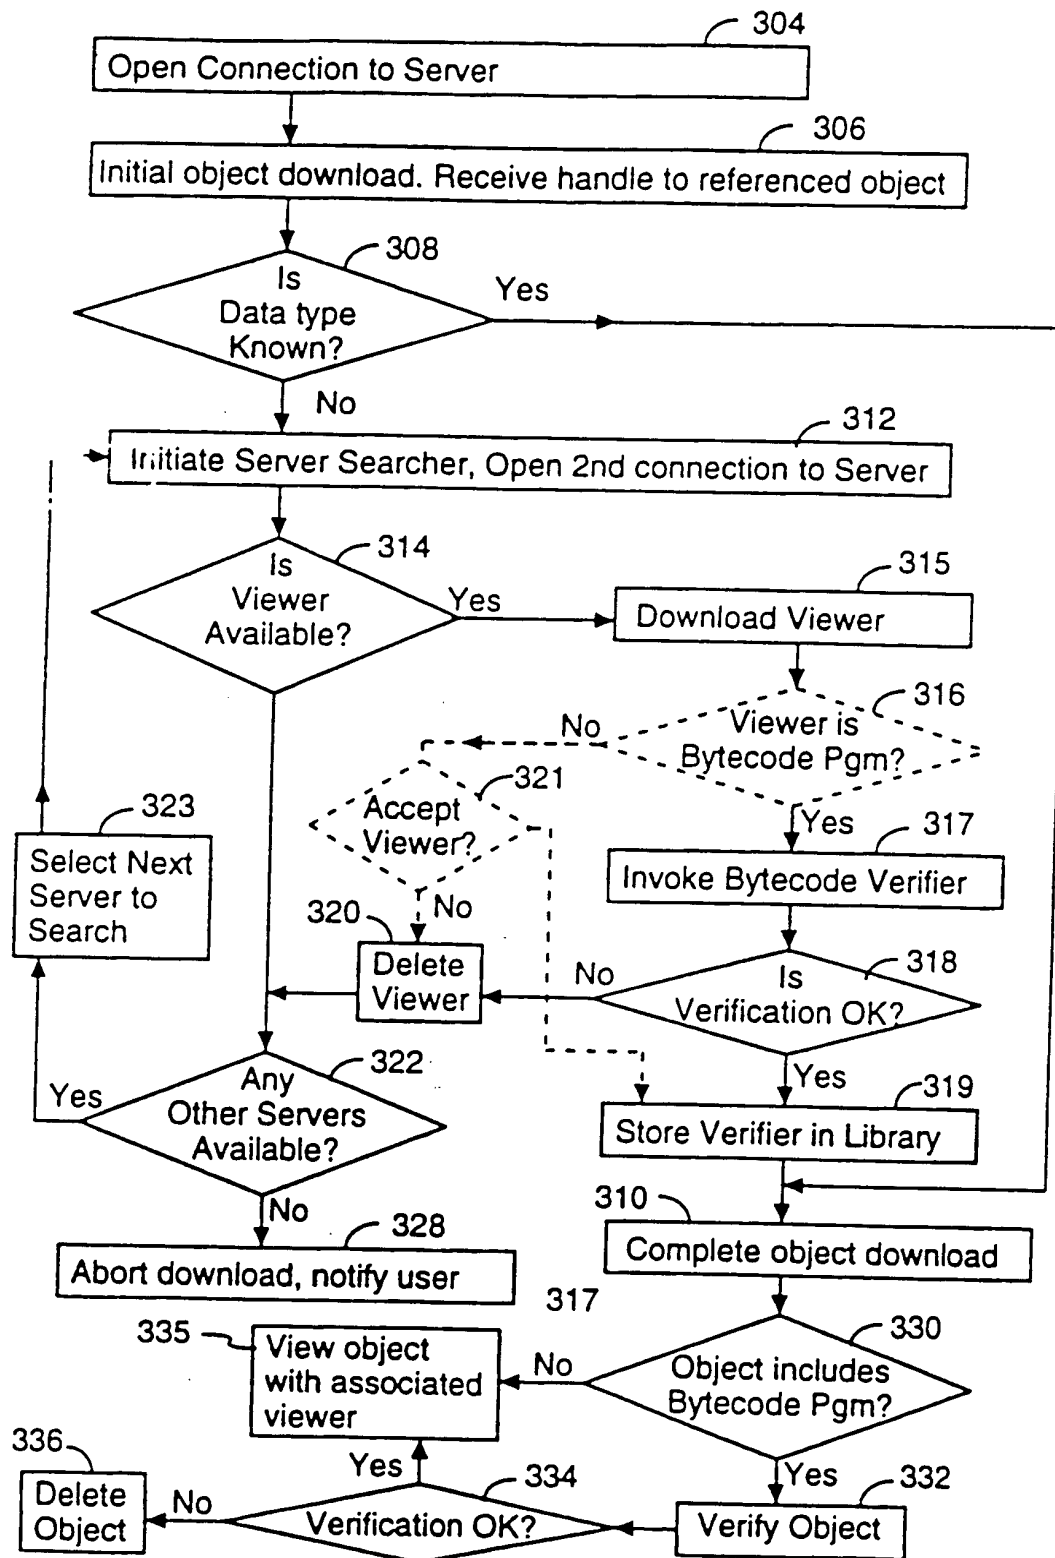 304
Open Connection to Server
306
Initial object download. Receive handle to referenced object
308
Is
Data type
Known?
Yes
No
312
Initiate Server Searcher, Open 2nd connection to Server
314
Is
Viewer
Available?
Yes
315
Download Viewer
316
Viewer is
Bytecode Pgm?
No
Yes
321
Accept
Viewer?
No
323
Select Next
Server to
Search
317
Invoke Bytecode Verifier
320
Delete
Viewer
318
Is
Verification OK?
No
Yes
322
Any
Other Servers
Available?
Yes
No
319
Store Verifier in Library
310
Complete object download
328
Abort download, notify user
317
330
Object includes
Bytecode Pgm?
No
Yes
335
View object
with associated
viewer
336
Delete
Object
No
Yes
334
Verification OK?
332
Verify Object